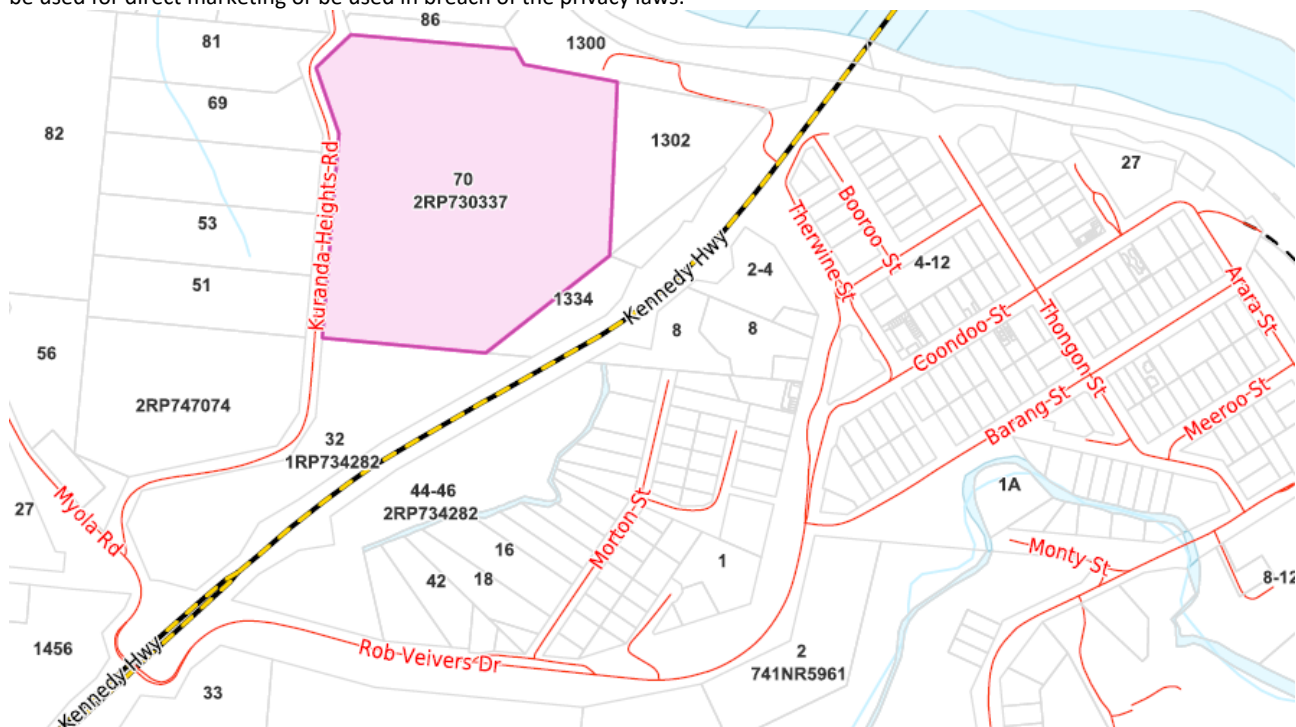 be used for direct marketing or be used in breach of the privacy laws.
86
81
1300
69
82
1302
27
70
2RP730337
Kuranda-Heights-Rd
53
Booroo-St
Therwine-St
4-12
2-4
51
Kennedy Hwy
1334
Arara-St
8
8
Coondoo-St
Thongon-St
56
2RP747074
Barang-St
Meeroo-St
32
1RP734282
44-46
2RP734282
1A
27
Myola-Rd
Morton-St
16
18
42
1
Monty-St
8-12
1456
Rob-Veivers Dr
2
741NR5961
33
Kennedy-Hwy